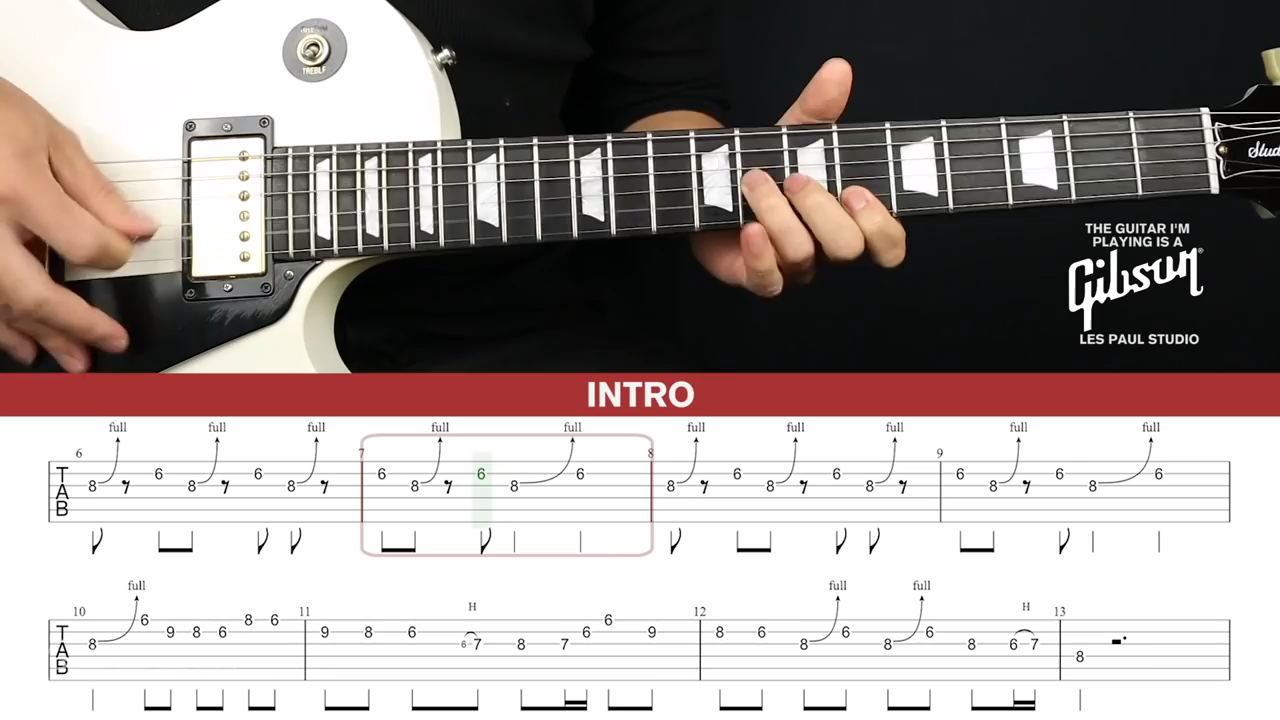 TREBLE
Stud
THE GUITAR I'M
PLAYING IS A
Gibson®
LES PAUL STUDIO
INTRO
full full full full full full full full full
6 7 8 9
T A B
8 6 8 6 8 6 8 6 8 6 8 6 8 6 8 6 8 6 8 6
full H full full H
10 11 12 13
T A B
8 6 9 8 6 8 6 9 8 6 6 7 8 7 6 6 9 8 6 8 6 8 6 8 6 7 8